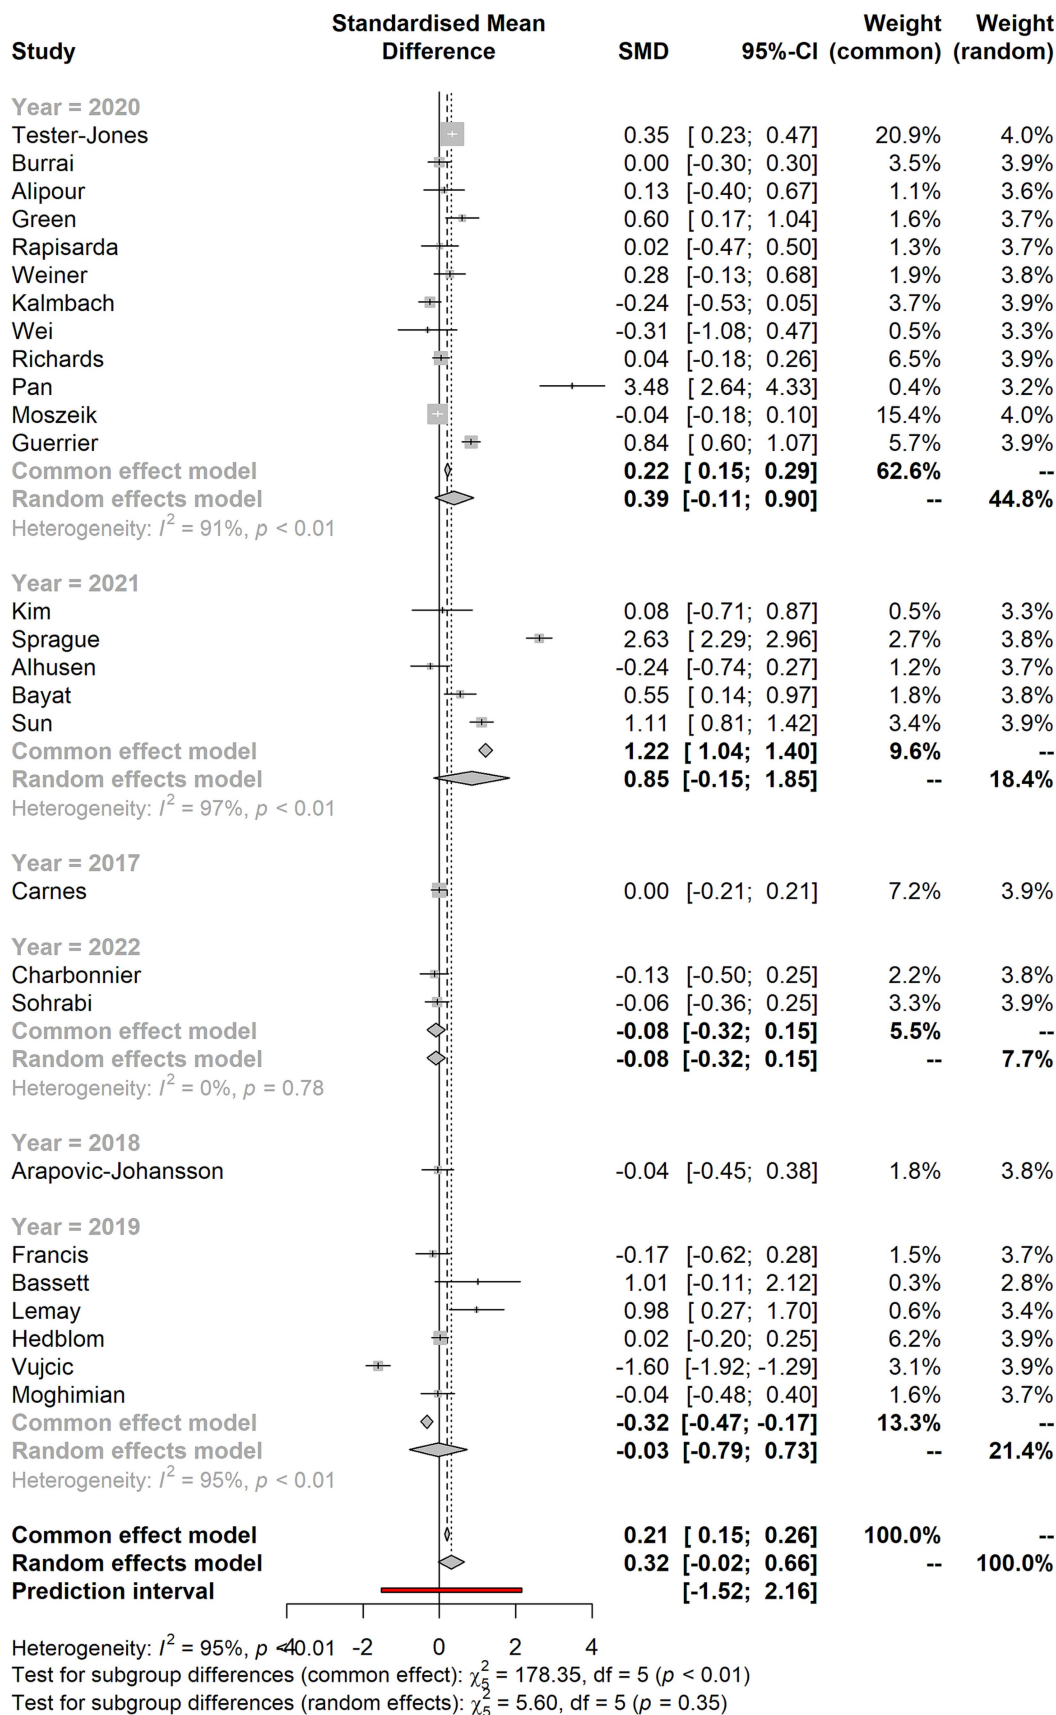 Standardised Mean Weight Weight
Study Difference SMD 95%-CI (common) (random)
Year = 2020
Tester-Jones 0.35 [ 0.23; 0.47] 20.9% 4.0%
Burrai 0.00 [-0.30; 0.30] 3.5% 3.9%
Alipour 0.13 [-0.40; 0.67] 1.1% 3.6%
Green 0.60 [ 0.17; 1.04] 1.6% 3.7%
Rapisarda 0.02 [-0.47; 0.50] 1.3% 3.7%
Weiner 0.28 [-0.13; 0.68] 1.9% 3.8%
Kalmbach -0.24 [-0.53; 0.05] 3.7% 3.9%
Wei -0.31 [-1.08; 0.47] 0.5% 3.3%
Richards 0.04 [-0.18; 0.26] 6.5% 3.9%
Pan 3.48 [ 2.64; 4.33] 0.4% 3.2%
Moszeik -0.04 [-0.18; 0.10] 15.4% 4.0%
Guerrier 0.84 [ 0.60; 1.07] 5.7% 3.9%
Common effect model 0.22 [ 0.15; 0.29] 62.6% --
Random effects model 0.39 [-0.11; 0.90] -- 44.8%
Heterogeneity: I² = 91%, p < 0.01
Year = 2021
Kim 0.08 [-0.71; 0.87] 0.5% 3.3%
Sprague 2.63 [ 2.29; 2.96] 2.7% 3.8%
Alhusen -0.24 [-0.74; 0.27] 1.2% 3.7%
Bayat 0.55 [ 0.14; 0.97] 1.8% 3.8%
Sun 1.11 [ 0.81; 1.42] 3.4% 3.9%
Common effect model 1.22 [ 1.04; 1.40] 9.6% --
Random effects model 0.85 [-0.15; 1.85] -- 18.4%
Heterogeneity: I² = 97%, p < 0.01
Year = 2017
Carnes 0.00 [-0.21; 0.21] 7.2% 3.9%
Year = 2022
Charbonnier -0.13 [-0.50; 0.25] 2.2% 3.8%
Sohrabi -0.06 [-0.36; 0.25] 3.3% 3.9%
Common effect model -0.08 [-0.32; 0.15] 5.5% --
Random effects model -0.08 [-0.32; 0.15] -- 7.7%
Heterogeneity: I² = 0%, p = 0.78
Year = 2018
Arapovic-Johansson -0.04 [-0.45; 0.38] 1.8% 3.8%
Year = 2019
Francis -0.17 [-0.62; 0.28] 1.5% 3.7%
Bassett 1.01 [-0.11; 2.12] 0.3% 2.8%
Lemay 0.98 [ 0.27; 1.70] 0.6% 3.4%
Hedblom 0.02 [-0.20; 0.25] 6.2% 3.9%
Vujcic -1.60 [-1.92; -1.29] 3.1% 3.9%
Moghimian -0.04 [-0.48; 0.40] 1.6% 3.7%
Common effect model -0.32 [-0.47; -0.17] 13.3% --
Random effects model -0.03 [-0.79; 0.73] -- 21.4%
Heterogeneity: I² = 95%, p < 0.01
Common effect model 0.21 [ 0.15; 0.26] 100.0% --
Random effects model 0.32 [-0.02; 0.66] -- 100.0%
Prediction interval [-1.52; 2.16]
-4 -2 0 2 4
Heterogeneity: I² = 95%, p < 0.01
Test for subgroup differences (common effect): χ²₅ = 178.35, df = 5 (p < 0.01)
Test for subgroup differences (random effects): χ²₅ = 5.60, df = 5 (p = 0.35)